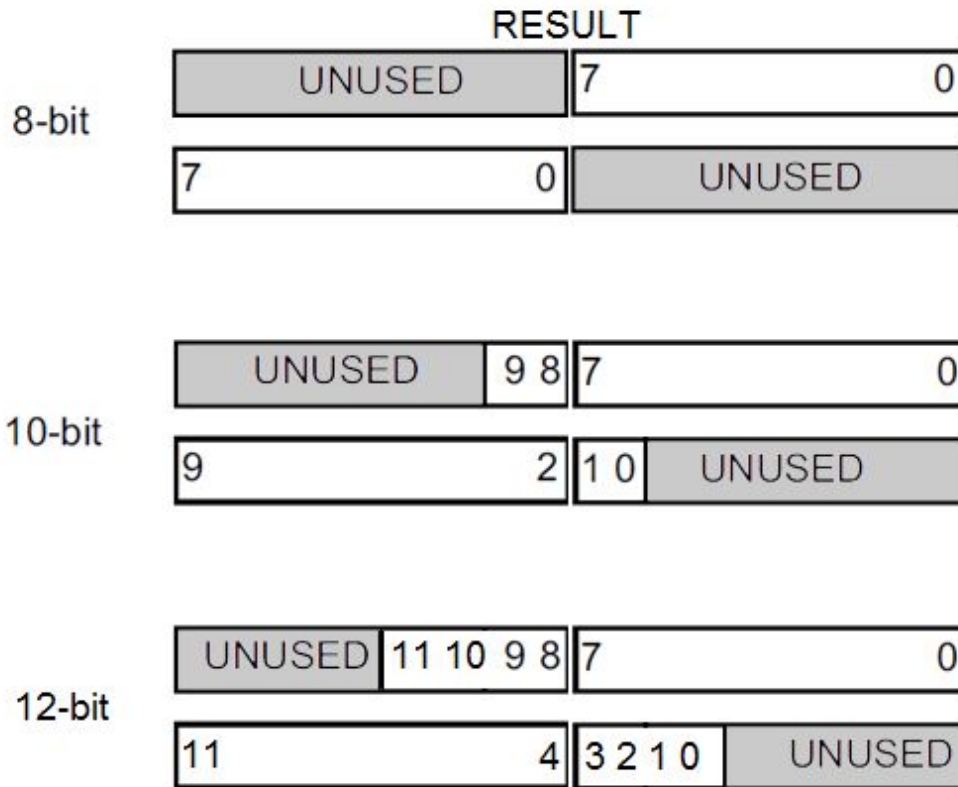 RESULT
UNUSED 7 0
8-bit
7 0 UNUSED
UNUSED 9 8 7 0
10-bit
9 2 1 0 UNUSED
UNUSED 11 10 9 8 7 0
12-bit
11 4 3 2 1 0 UNUSED